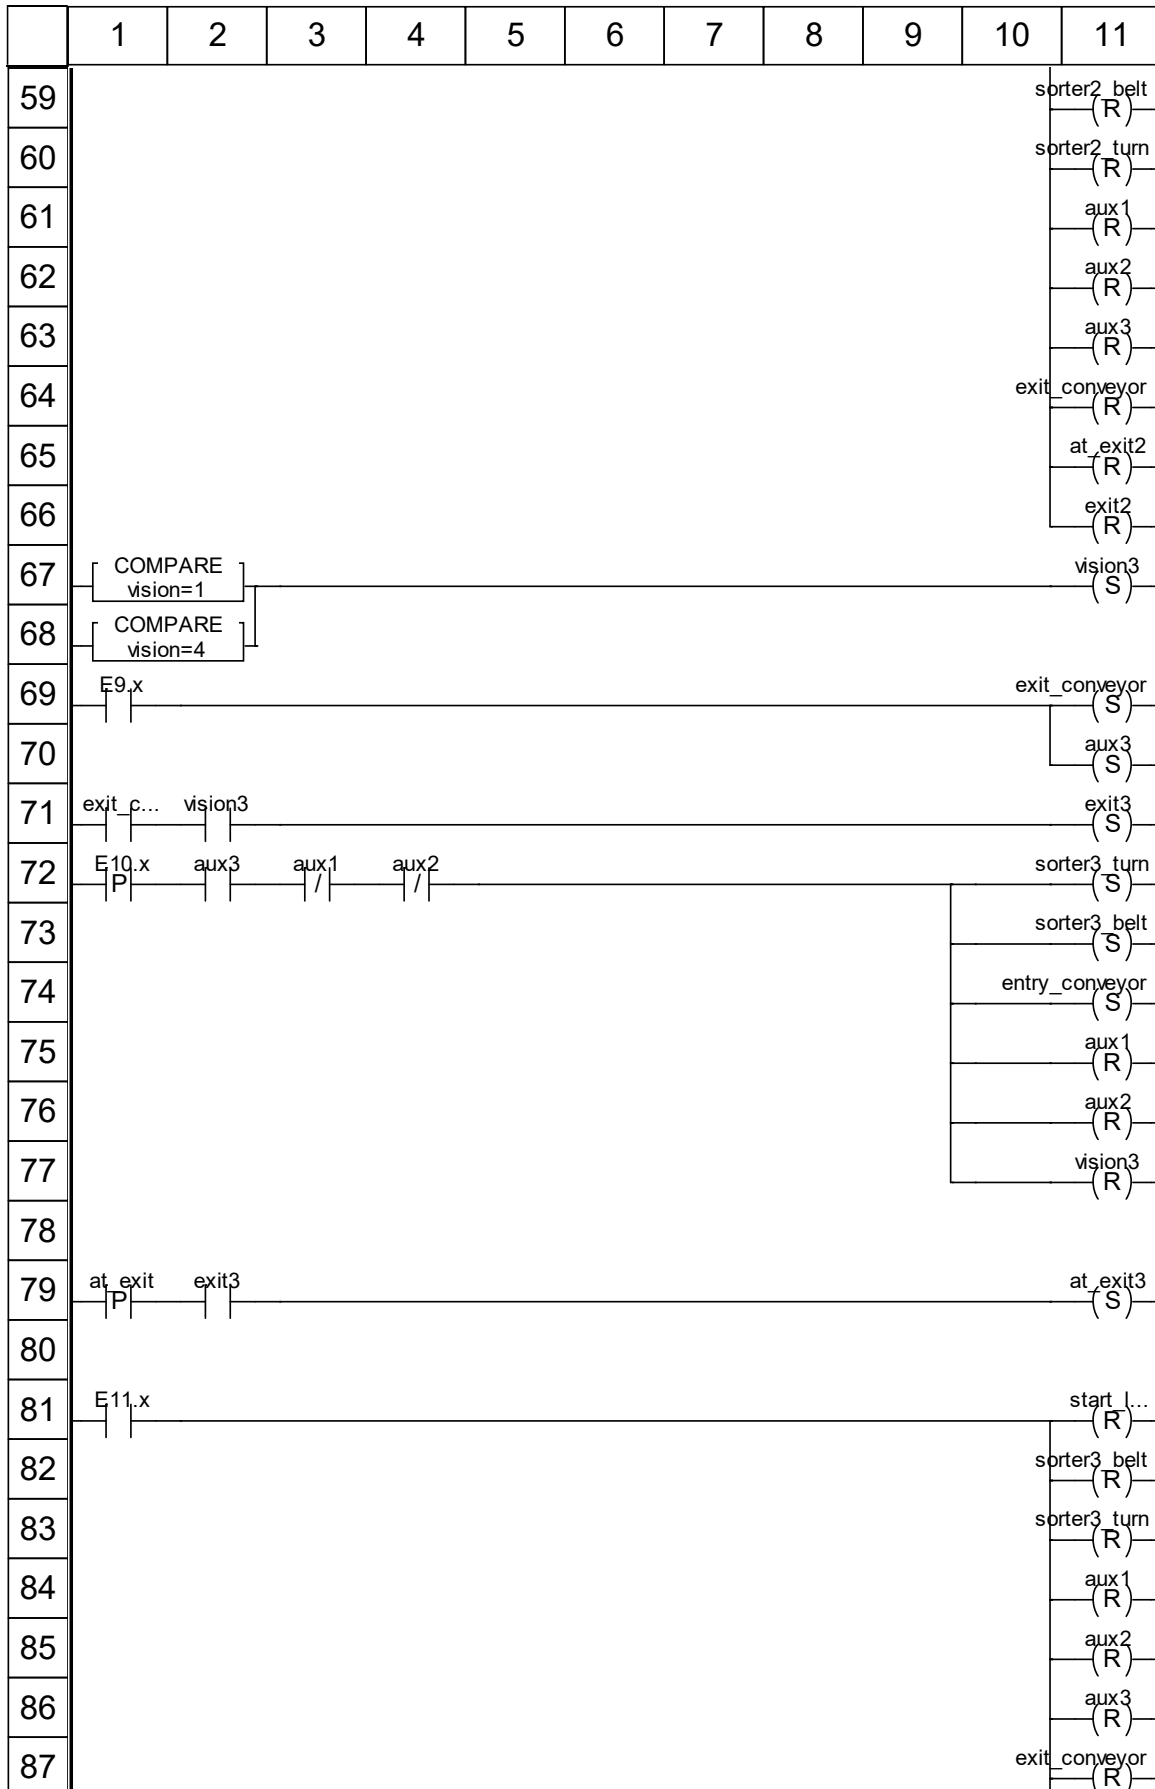 1 2 3 4 5 6 7 8 9 10 11
59 sorter2_belt
(R)
60 sorter2_turn
(R)
61 aux1
(R)
62 aux2
(R)
63 aux3
(R)
64 exit_conveyor
(R)
65 at_exit2
(R)
66 exit2
(R)
67 COMPARE vision3
vision=1 (S)
68 COMPARE
vision=4
69 E9.x exit_conveyor
(S)
70 aux3
(S)
71 exit_c... vision3 exit3
(S)
72 E10.x aux3 aux1 aux2 sorter3_turn
P / / (S)
73 sorter3_belt
(S)
74 entry_conveyor
(S)
75 aux1
(R)
76 aux2
(R)
77 vision3
(R)
78
79 at_exit exit3 at_exit3
P (S)
80
81 E11.x start_l...
(R)
82 sorter3_belt
(R)
83 sorter3_turn
(R)
84 aux1
(R)
85 aux2
(R)
86 aux3
(R)
87 exit_conveyor
(R)